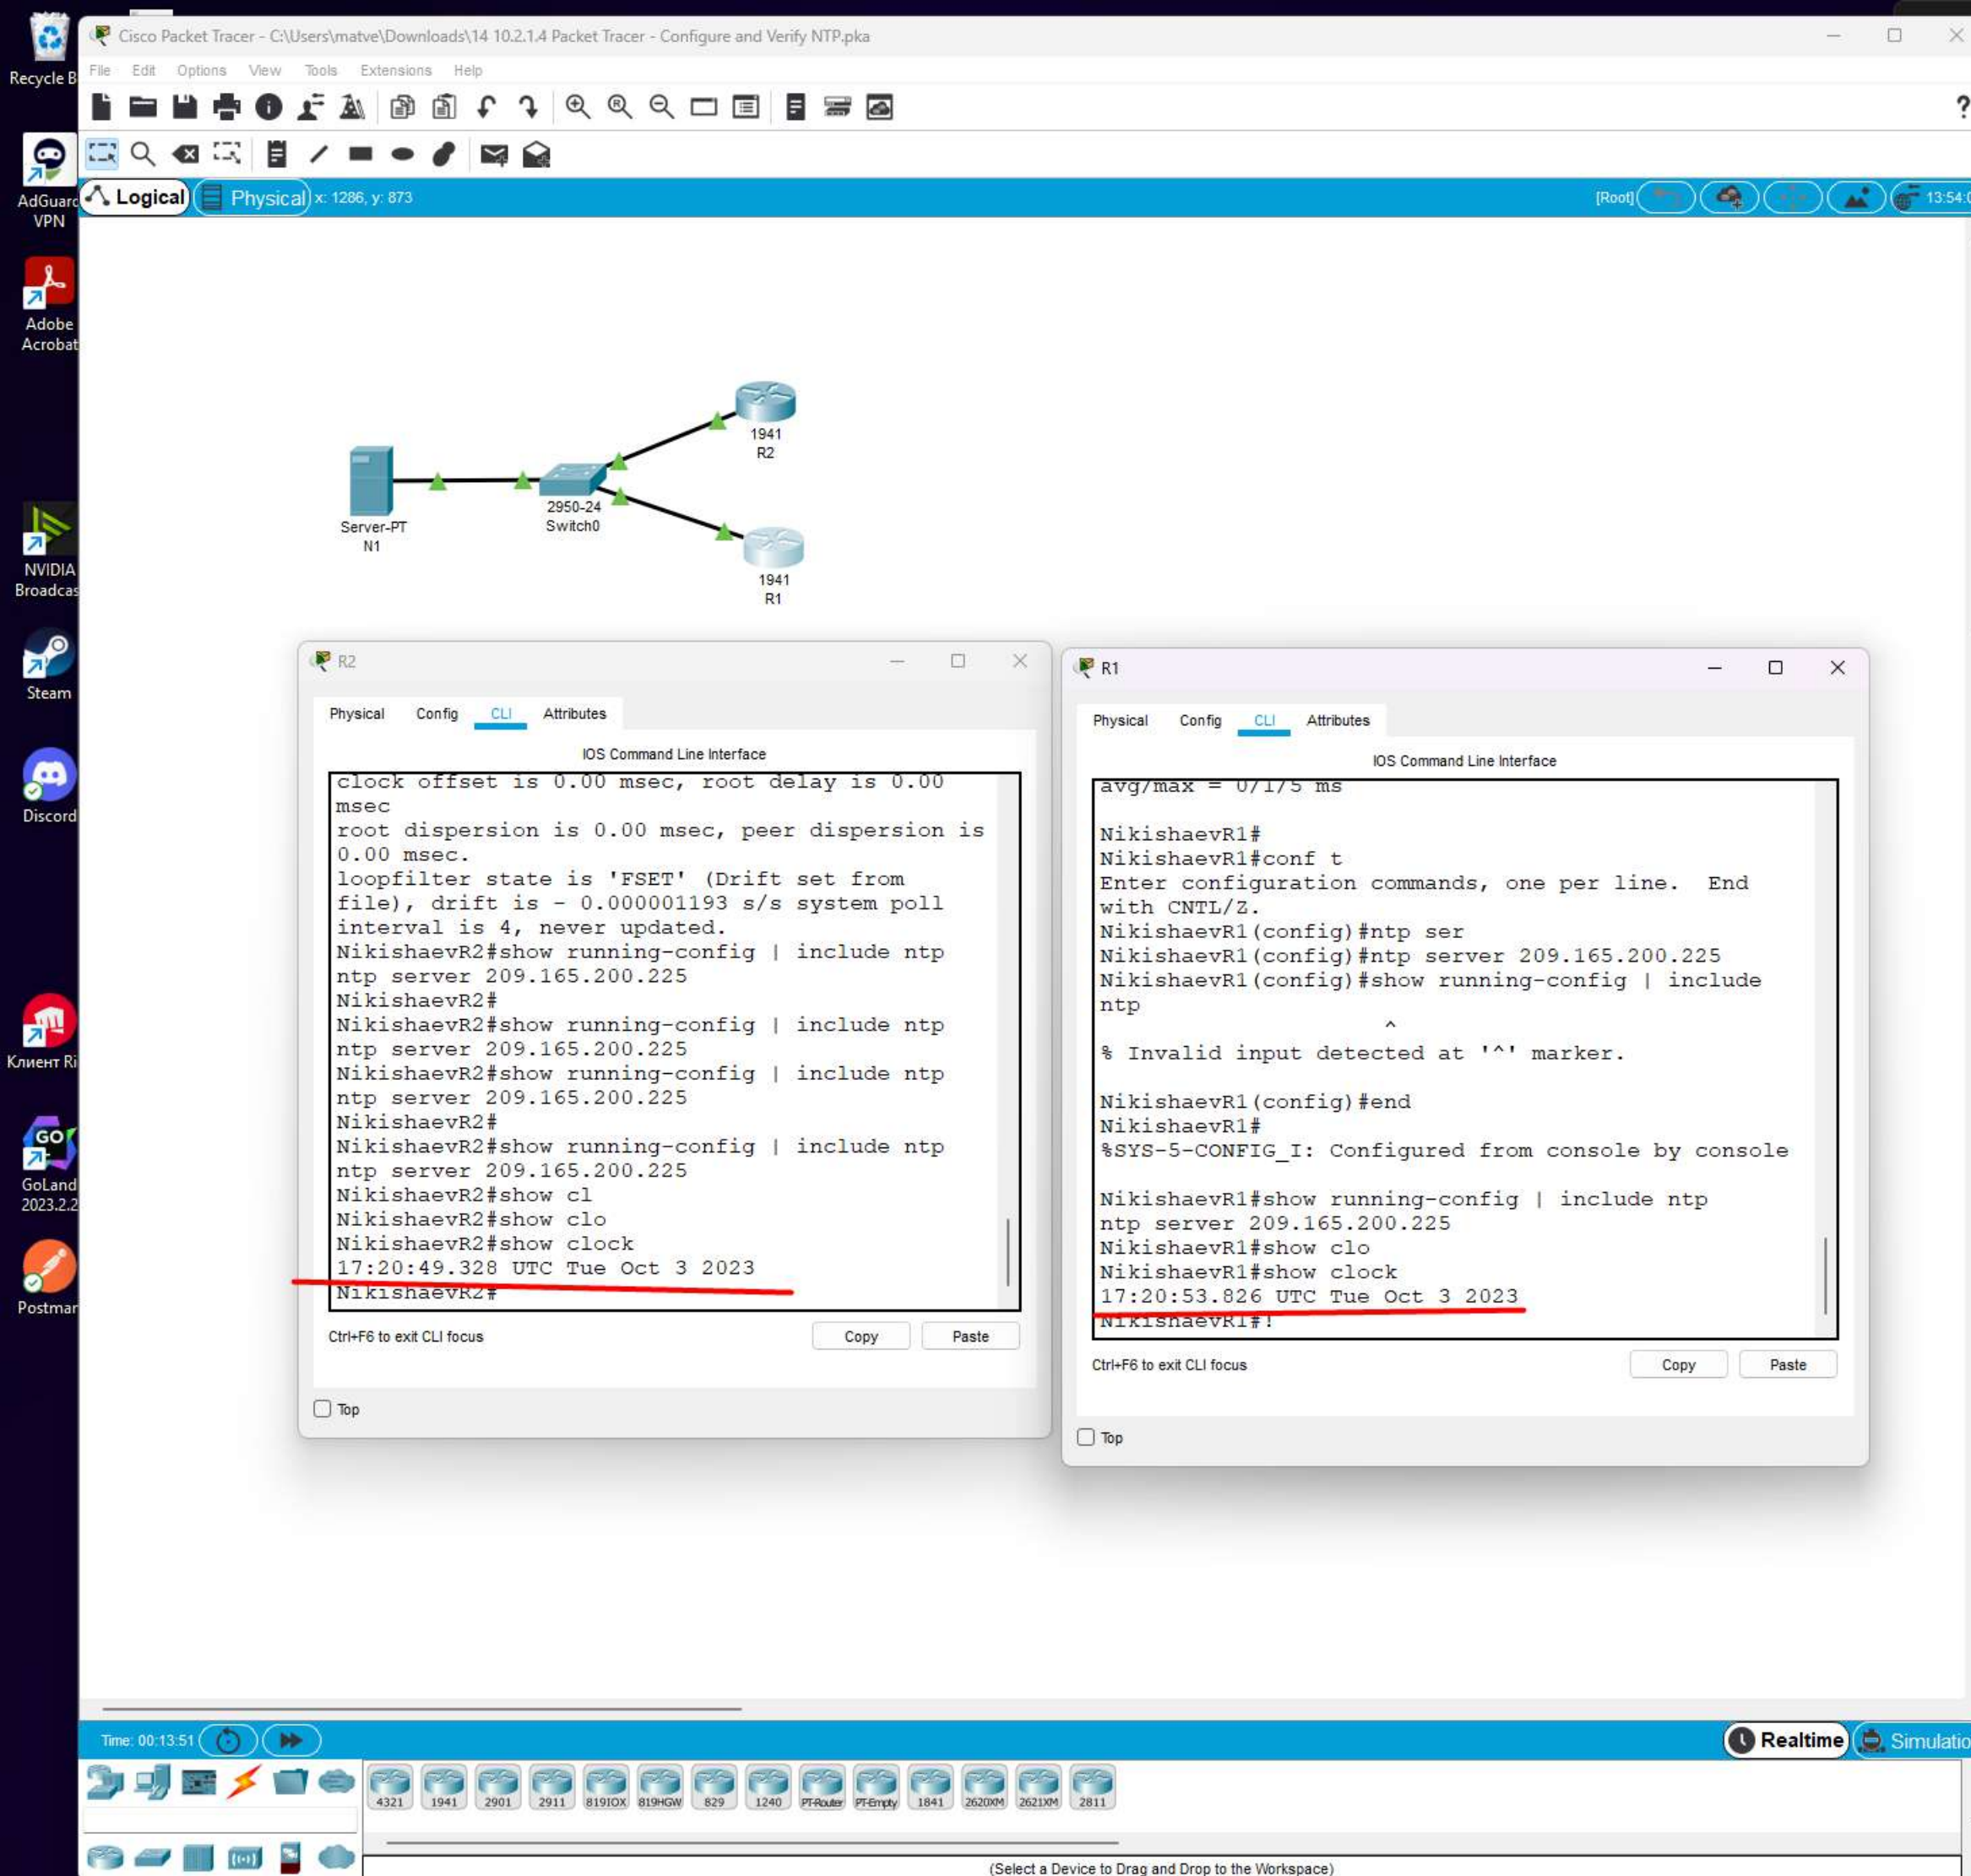 Recycle B
AdGuard
VPN
Adobe
Acrobat
NVIDIA
Broadcas
Steam
Discord
Клиент Ri
GO
GoLand
2023.2.2
Postmar
Cisco Packet Tracer - C:\Users\matve\Downloads\14 10.2.1.4 Packet Tracer - Configure and Verify NTP.pka
File Edit Options View Tools Extensions Help
?
Logical Physical x: 1286, y: 873 [Root]
1941
R2
2950-24
Switch0
Server-PT
N1
1941
R1
R2
Physical Config CLI Attributes
IOS Command Line Interface
clock offset is 0.00 msec, root delay is 0.00
msec
root dispersion is 0.00 msec, peer dispersion is
0.00 msec.
loopfilter state is 'FSET' (Drift set from
file), drift is - 0.000001193 s/s system poll
interval is 4, never updated.
NikishaevR2#show running-config | include ntp
ntp server 209.165.200.225
NikishaevR2#
NikishaevR2#show running-config | include ntp
ntp server 209.165.200.225
NikishaevR2#show running-config | include ntp
ntp server 209.165.200.225
NikishaevR2#
NikishaevR2#show running-config | include ntp
ntp server 209.165.200.225
NikishaevR2#show cl
NikishaevR2#show clo
NikishaevR2#show clock
17:20:49.328 UTC Tue Oct 3 2023
NikishaevR2#
Ctrl+F6 to exit CLI focus
Copy Paste
Top
R1
Physical Config CLI Attributes
IOS Command Line Interface
avg/max = 0/1/5 ms
NikishaevR1#
NikishaevR1#conf t
Enter configuration commands, one per line. End
with CNTL/Z.
NikishaevR1(config)#ntp ser
NikishaevR1(config)#ntp server 209.165.200.225
NikishaevR1(config)#show running-config | include
ntp
^
% Invalid input detected at '^' marker.
NikishaevR1(config)#end
NikishaevR1#
%SYS-5-CONFIG_I: Configured from console by console
NikishaevR1#show running-config | include ntp
ntp server 209.165.200.225
NikishaevR1#show clo
NikishaevR1#show clock
17:20:53.826 UTC Tue Oct 3 2023
NikishaevR1#!
Ctrl+F6 to exit CLI focus
Copy Paste
Top
Time: 00:13:51
Realtime Simulatio
4321 1941 2901 2911 819IOX 819HGW 829 1240 PT-Router PT-Empty 1841 2620XM 2621XM 2811
(Select a Device to Drag and Drop to the Workspace)